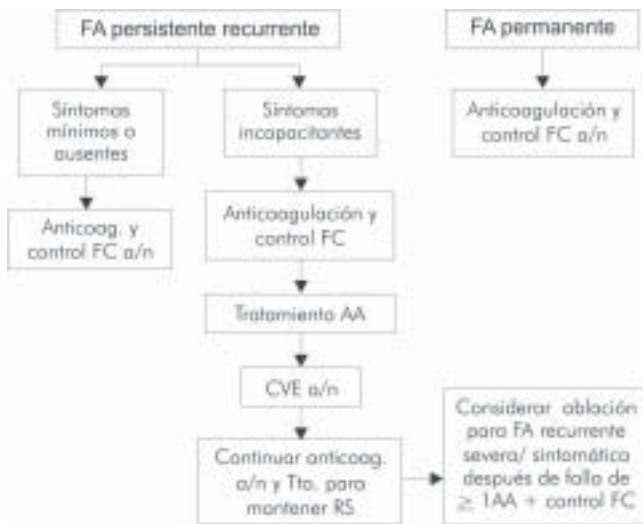 FA persistente recurrente
FA permanente
Síntomas
mínimos o
ausentes
Síntomas
incapacitantes
Anticoagulación y
control FC a/n
Anticoag. y
control FC a/n
Anticoagulación y
control FC
Tratamiento AA
CVE a/n
Continuar anticoag.
a/n y Tto. para
mantener RS
Considerar ablación
para FA recurrente
severa/ sintomática
después de falla de
≥ 1AA + control FC